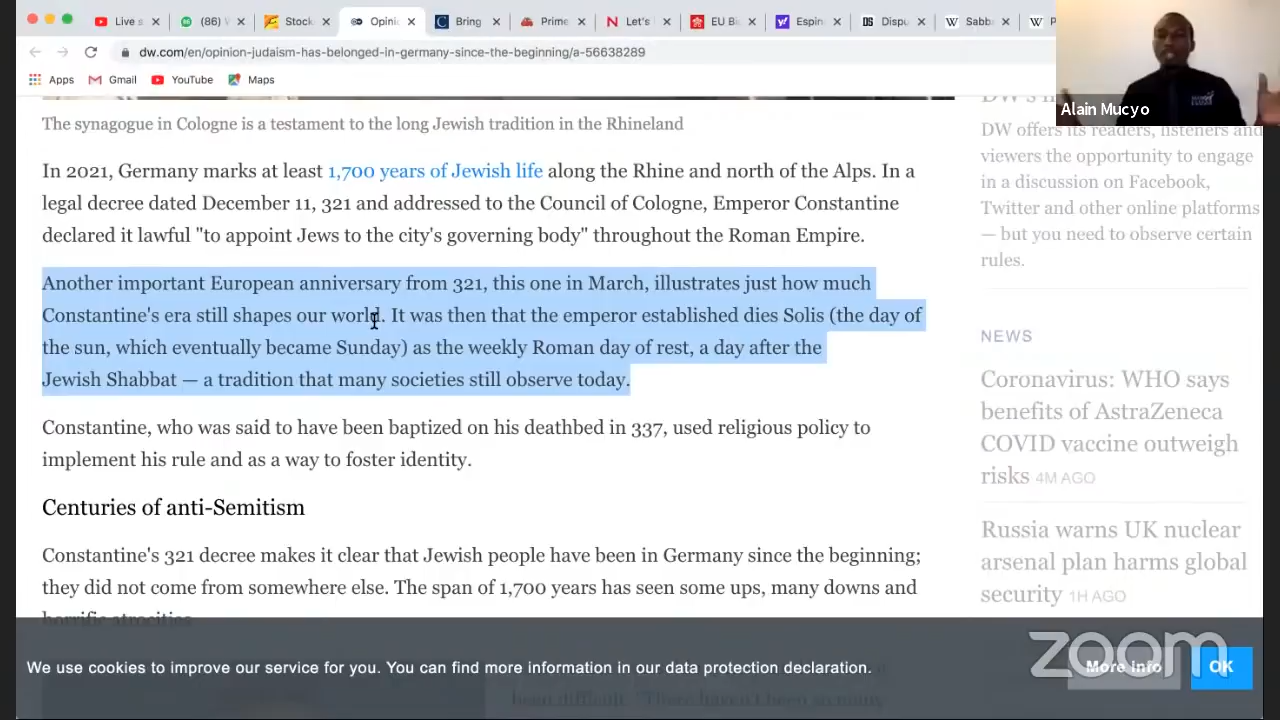 Live s
(86) W
Stock
Opinic
Bring
Prime
Let's
EU Bi
Espin
Dispu
Sabb
dw.com/en/opinion-judaism-has-belonged-in-germany-since-the-beginning/a-56638289
Apps
Gmail
YouTube
Maps
Alain Mucyo
The synagogue in Cologne is a testament to the long Jewish tradition in the Rhineland
In 2021, Germany marks at least 1,700 years of Jewish life along the Rhine and north of the Alps. In a
legal decree dated December 11, 321 and addressed to the Council of Cologne, Emperor Constantine
declared it lawful "to appoint Jews to the city's governing body" throughout the Roman Empire.
Another important European anniversary from 321, this one in March, illustrates just how much
Constantine's era still shapes our world. It was then that the emperor established dies Solis (the day of
the sun, which eventually became Sunday) as the weekly Roman day of rest, a day after the
Jewish Shabbat — a tradition that many societies still observe today.
Constantine, who was said to have been baptized on his deathbed in 337, used religious policy to
implement his rule and as a way to foster identity.
Centuries of anti-Semitism
Constantine's 321 decree makes it clear that Jewish people have been in Germany since the beginning;
they did not come from somewhere else. The span of 1,700 years has seen some ups, many downs and
horrific atrocities
DW offers its readers, listeners and
viewers the opportunity to engage
in a discussion on Facebook,
Twitter and other online platforms
— but you need to observe certain
rules.
NEWS
Coronavirus: WHO says
benefits of AstraZeneca
COVID vaccine outweigh
risks 4M AGO
Russia warns UK nuclear
arsenal plan harms global
security 1H AGO
We use cookies to improve our service for you. You can find more information in our data protection declaration.
More info
OK
zoom